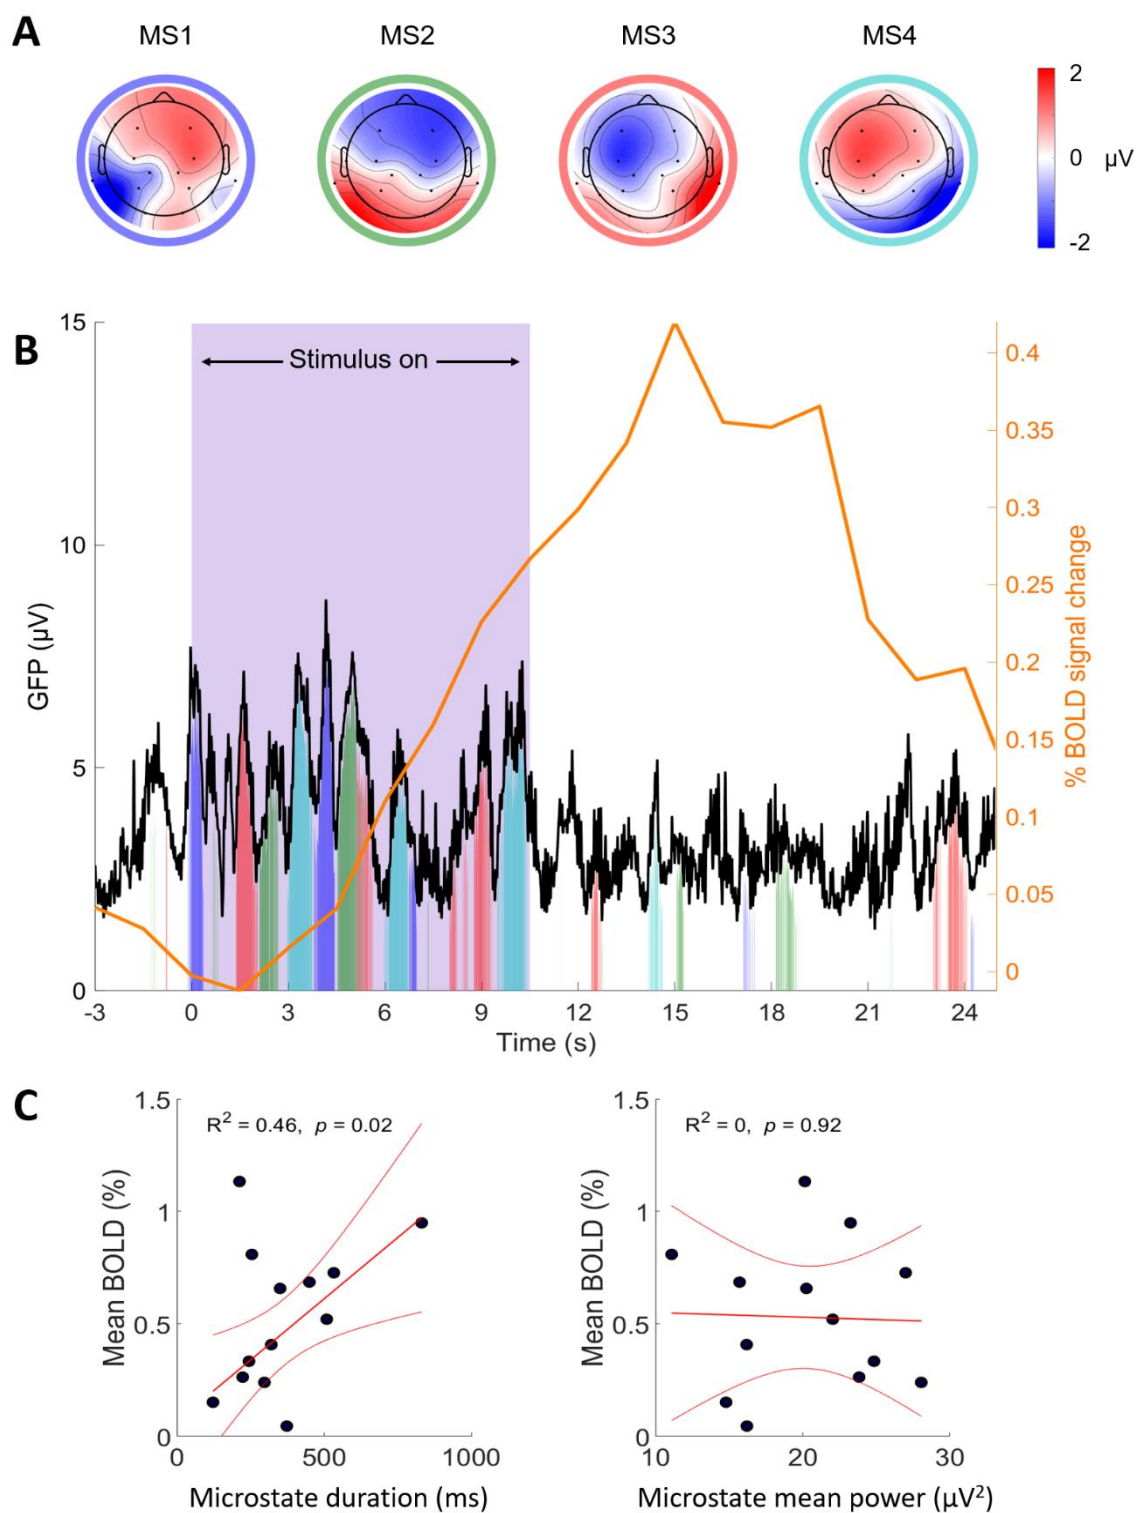 A
MS1
MS2
MS3
MS4
2
0
-2
µV
B
Stimulus on
15
10
5
0
GFP (µV)
-3
0
3
6
9
12
15
18
21
24
Time (s)
0.4
0.35
0.3
0.25
0.2
0.15
0.1
0.05
0
% BOLD signal change
C
R² = 0.46, p = 0.02
1.5
1
0.5
0
Mean BOLD (%)
0
500
1000
Microstate duration (ms)
R² = 0, p = 0.92
1.5
1
0.5
0
Mean BOLD (%)
10
20
30
Microstate mean power (µV²)